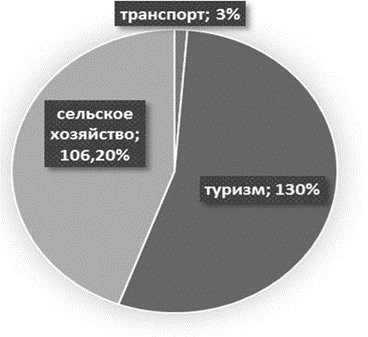 транспорт; 3%
сельское
хозяйство;
106,20%
туризм; 130%